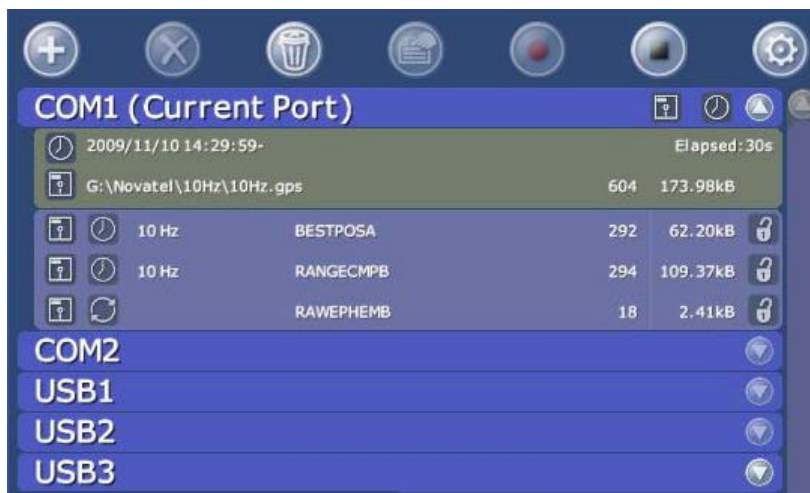 COM1 (Current Port)
2009/11/10 14:29:59- Elapsed:30s
G:\Novatel\10Hz\10Hz.gps 604 173.98kB
10 Hz BESTPOSA 292 62.20kB
10 Hz RANGECMPB 294 109.37kB
RAWEPHEMB 18 2.41kB
COM2
USB1
USB2
USB3